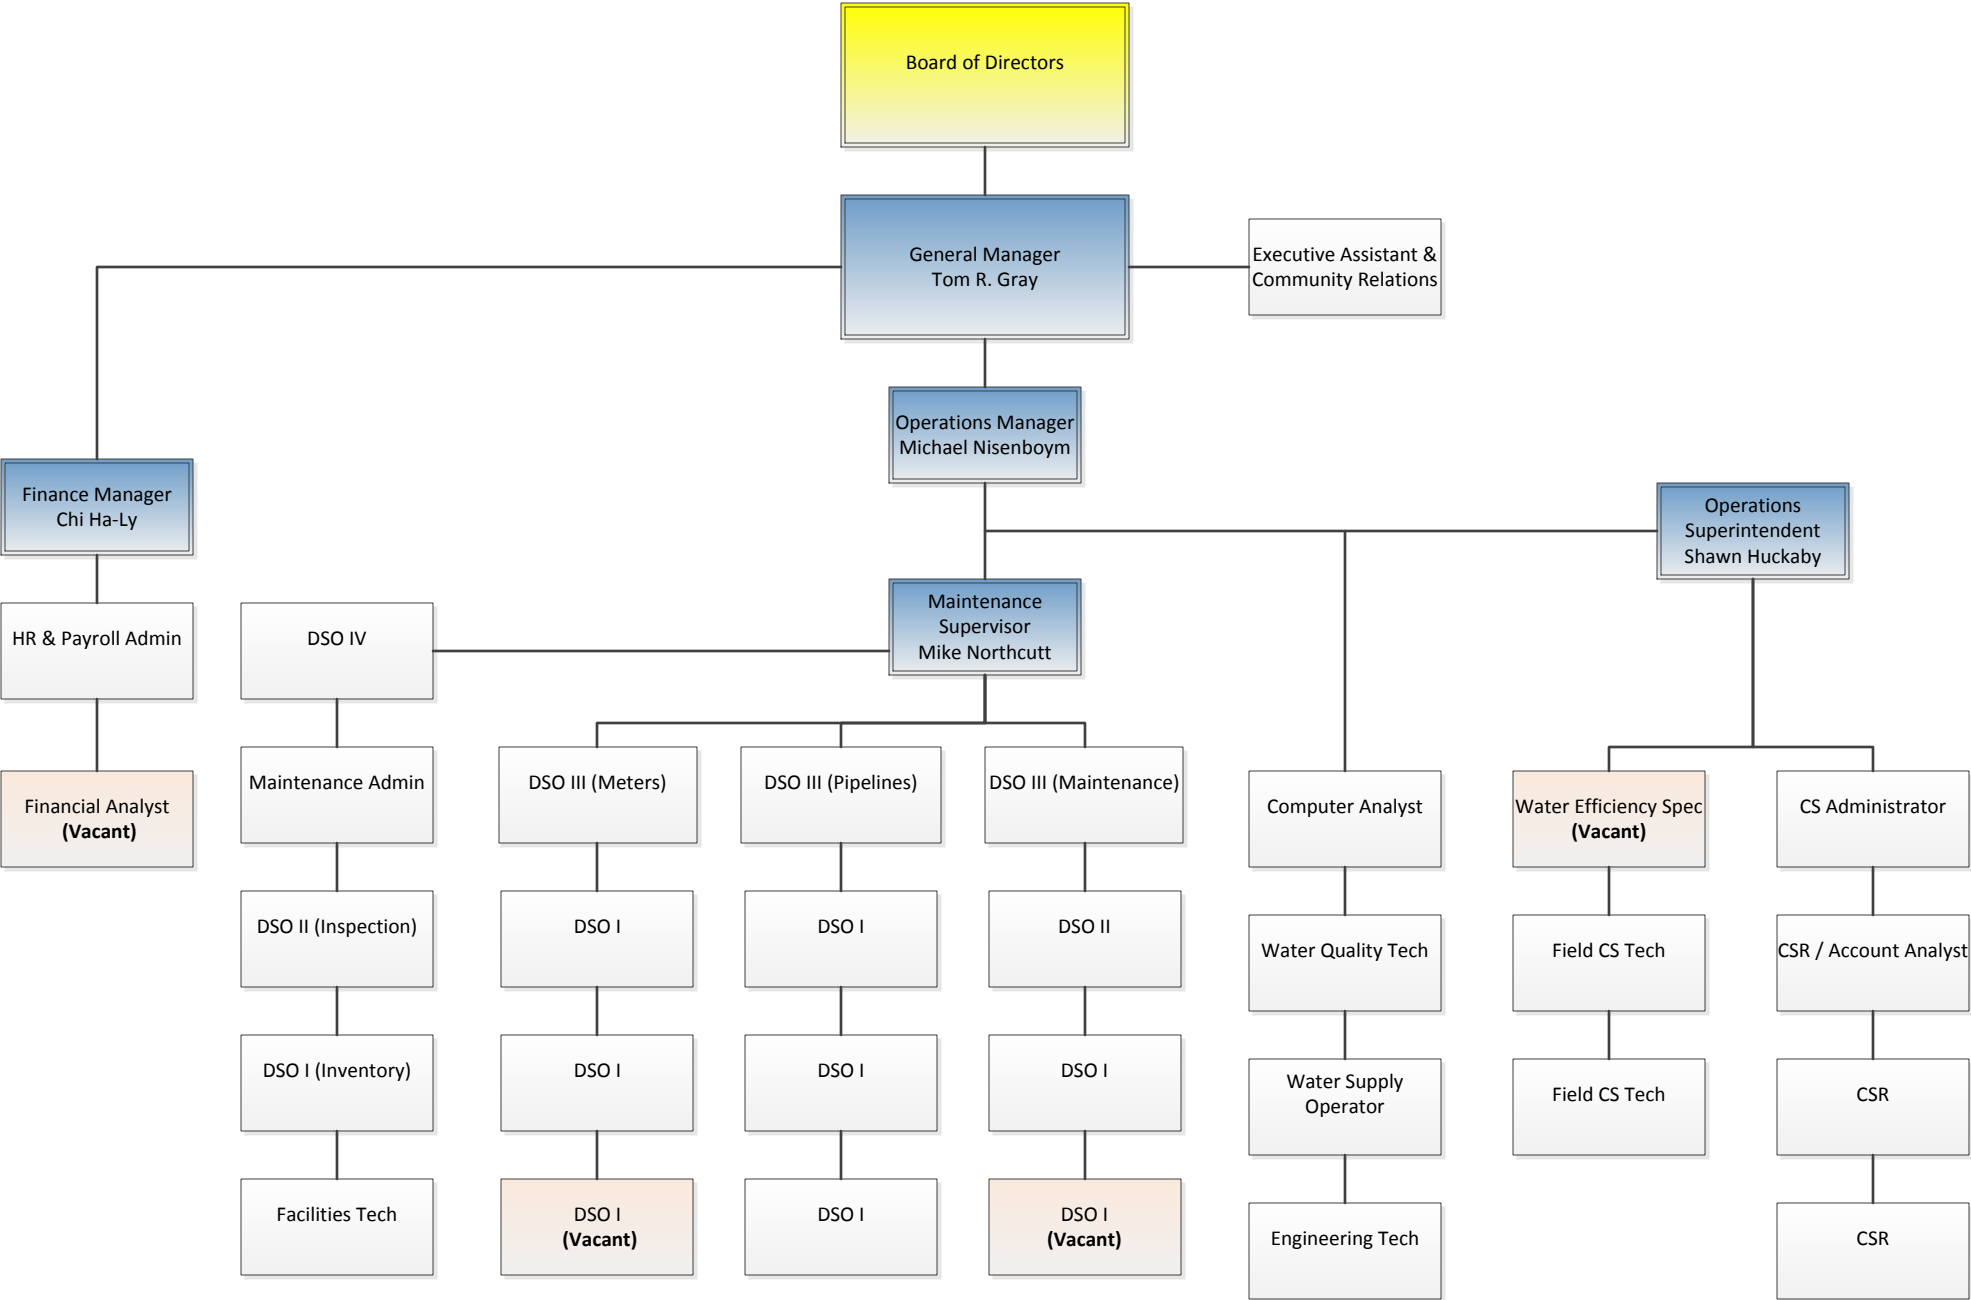 Board of Directors
General Manager
Tom R. Gray
Executive Assistant &
Community Relations
Operations Manager
Michael Nisenboym
Finance Manager
Chi Ha-Ly
Operations
Superintendent
Shawn Huckaby
Maintenance
Supervisor
Mike Northcutt
HR & Payroll Admin
DSO IV
Financial Analyst
(Vacant)
Maintenance Admin
DSO III (Meters)
DSO III (Pipelines)
DSO III (Maintenance)
Computer Analyst
Water Efficiency Spec
(Vacant)
CS Administrator
DSO II (Inspection)
DSO I
DSO I
DSO II
Water Quality Tech
Field CS Tech
CSR / Account Analyst
DSO I (Inventory)
DSO I
DSO I
DSO I
Water Supply
Operator
Field CS Tech
CSR
Facilities Tech
DSO I
(Vacant)
DSO I
DSO I
(Vacant)
Engineering Tech
CSR